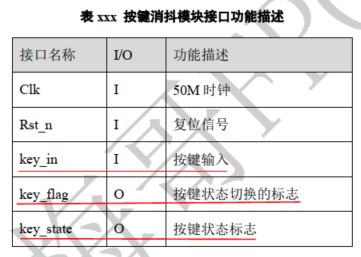 表 xxx 按键消抖模块接口功能描述
接口名称 I/O 功能描述
Clk I 50M 时钟
Rst_n I 复位信号
key_in I 按键输入
key_flag O 按键状态切换的标志
key_state O 按键状态标志